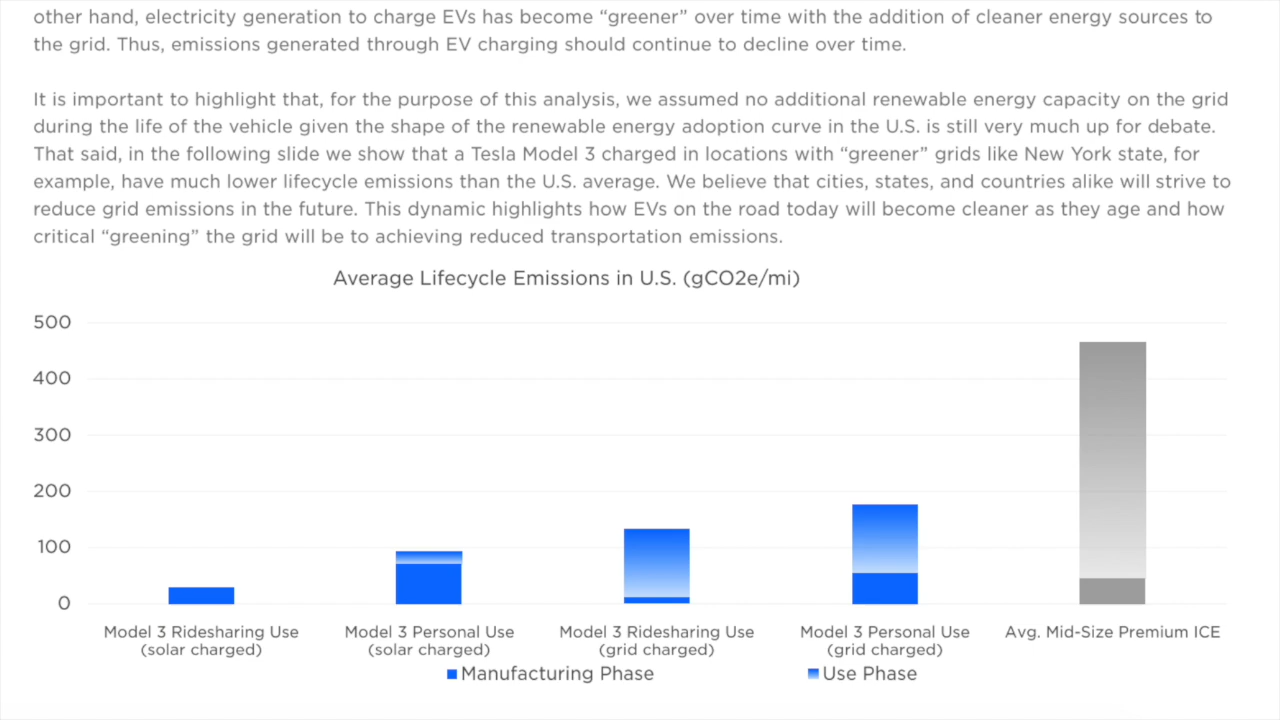 other hand, electricity generation to charge EVs has become “greener” over time with the addition of cleaner energy sources to
the grid. Thus, emissions generated through EV charging should continue to decline over time.
It is important to highlight that, for the purpose of this analysis, we assumed no additional renewable energy capacity on the grid
during the life of the vehicle given the shape of the renewable energy adoption curve in the U.S. is still very much up for debate.
That said, in the following slide we show that a Tesla Model 3 charged in locations with “greener” grids like New York state, for
example, have much lower lifecycle emissions than the U.S. average. We believe that cities, states, and countries alike will strive to
reduce grid emissions in the future. This dynamic highlights how EVs on the road today will become cleaner as they age and how
critical “greening” the grid will be to achieving reduced transportation emissions.
Average Lifecycle Emissions in U.S. (gCO2e/mi)
500
400
300
200
100
0
Model 3 Ridesharing Use
(solar charged)
Model 3 Personal Use
(solar charged)
Model 3 Ridesharing Use
(grid charged)
Model 3 Personal Use
(grid charged)
Avg. Mid-Size Premium ICE
Manufacturing Phase
Use Phase